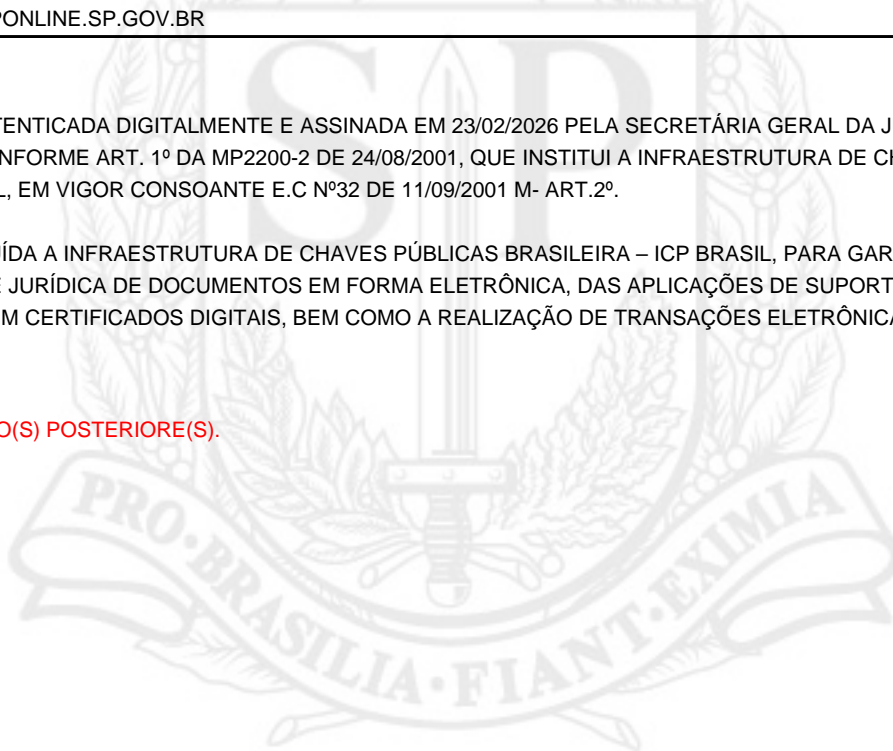 PONLINE.SP.GOV.BR
TENTICADA DIGITALMENTE E ASSINADA EM 23/02/2026 PELA SECRETÁRIA GERAL DA J
NFORME ART. 1º DA MP2200-2 DE 24/08/2001, QUE INSTITUI A INFRAESTRUTURA DE CH
L, EM VIGOR CONSOANTE E.C Nº32 DE 11/09/2001 M- ART.2º.
UÍDA A INFRAESTRUTURA DE CHAVES PÚBLICAS BRASILEIRA – ICP BRASIL, PARA GAR
E JURÍDICA DE DOCUMENTOS EM FORMA ELETRÔNICA, DAS APLICAÇÕES DE SUPORT
EM CERTIFICADOS DIGITAIS, BEM COMO A REALIZAÇÃO DE TRANSAÇÕES ELETRÔNICA
O(S) POSTERIORE(S).
SP
PRO·BRASILIA·FIANT·EXIMIA